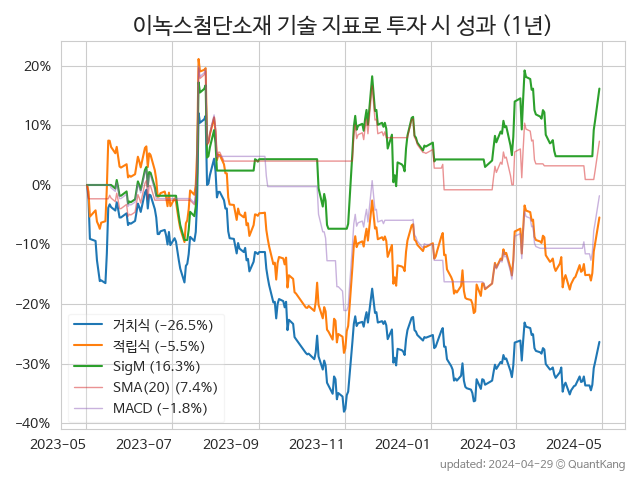 이녹스첨단소재 기술 지표로 투자 시 성과 (1년)
20%
10%
0%
−10%
−20%
−30%
−40%
거치식 (−26.5%)
적립식 (−5.5%)
SigM (16.3%)
SMA(20) (7.4%)
MACD (−1.8%)
2023-05
2023-07
2023-09
2023-11
2024-01
2024-03
2024-05
updated: 2024-04-29 © QuantKang